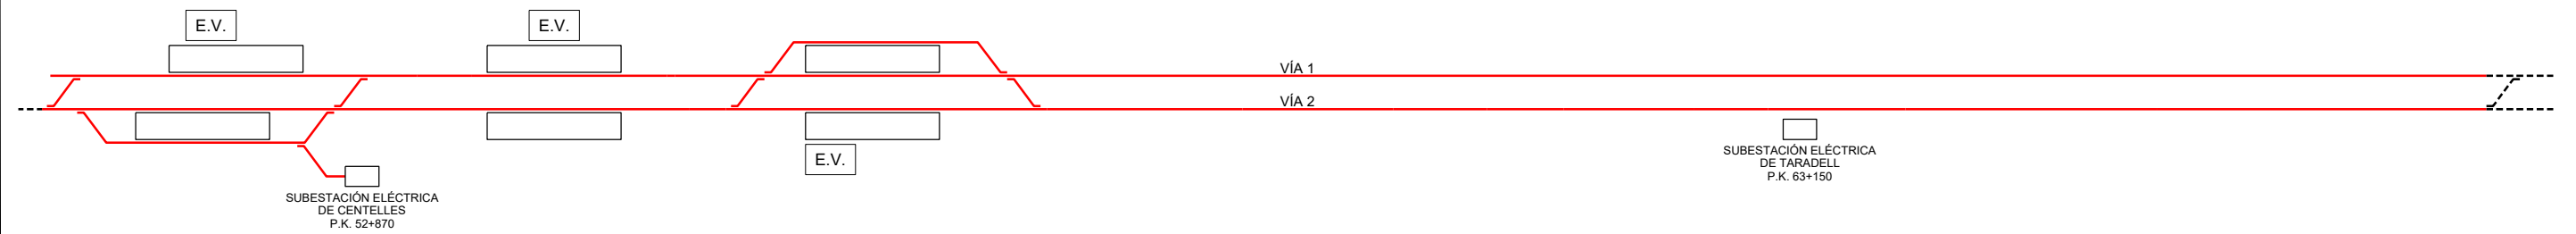 E.V.
E.V.
VÍA 1
VÍA 2
E.V.
SUBESTACIÓN ELÉCTRICA
DE TARADELL
P.K. 63+150
SUBESTACIÓN ELÉCTRICA
DE CENTELLES
P.K. 52+870